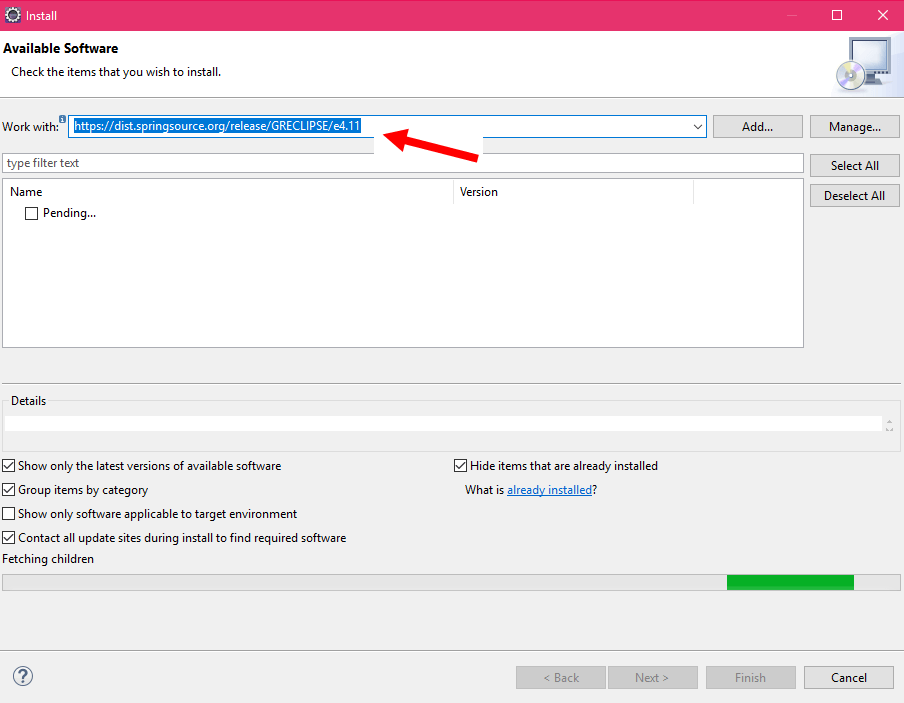 Install
Available Software
Check the items that you wish to install.
Work with: https://dist.springsource.org/release/GRECLIPSE/e4.11 Add... Manage...
type filter text Select All
Name Version Deselect All
Pending...
Details
Show only the latest versions of available software Hide items that are already installed
Group items by category What is already installed?
Show only software applicable to target environment
Contact all update sites during install to find required software
Fetching children
? < Back Next > Finish Cancel